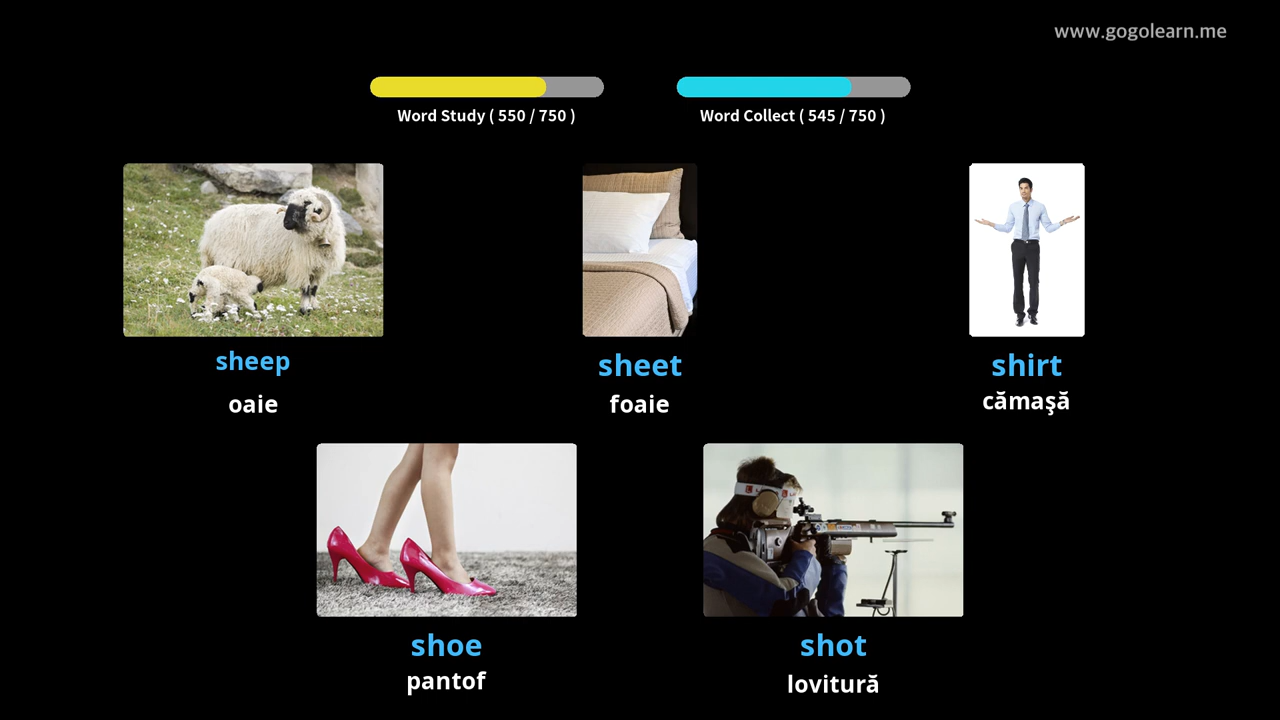 www.gogolearn.me
Word Study ( 550 / 750 )
Word Collect ( 545 / 750 )
sheep
oaie
sheet
foaie
shirt
cămaşă
shoe
pantof
shot
lovitură